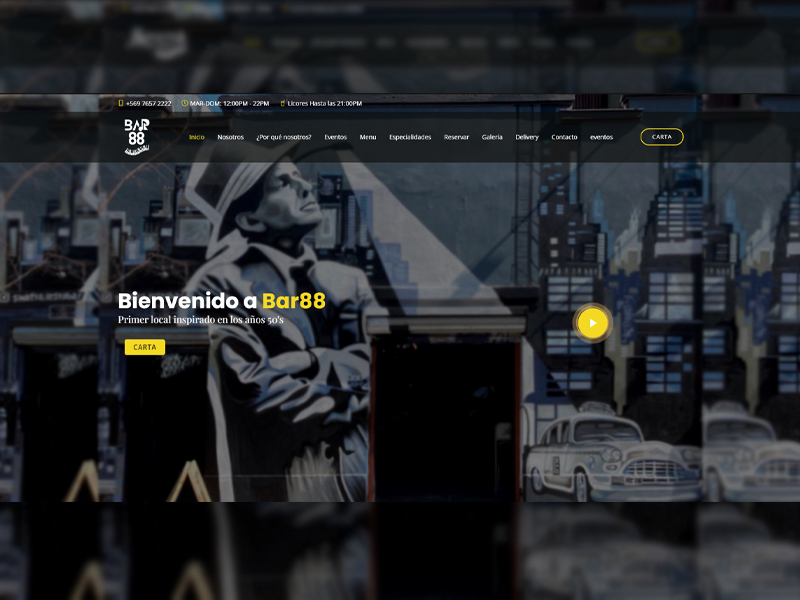 +569 7657 2222 MAR-DOM: 12:00PM - 22PM Licores Hasta las 21:00PM
BAR
88
Inicio Nosotros ¿Por qué nosotros? Eventos Menu Especialidades Reservar Galería Delivery Contacto eventos CARTA
Bienvenido a Bar88
Primer local inspirado en los años 50's
CARTA